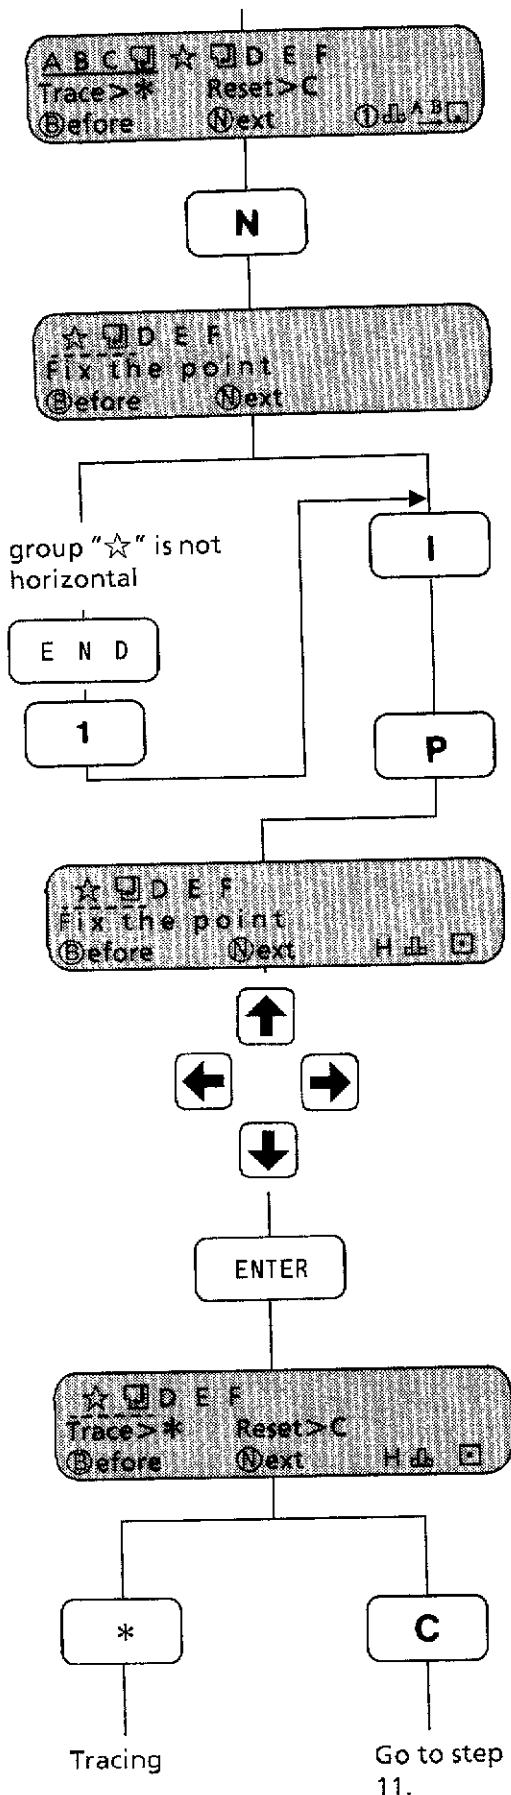 A B C ☆ D E F
Trace>* Reset>C
Ⓑefore Ⓝext ① A B
N
☆ D E F
Fix the point
Ⓑefore Ⓝext
group "☆" is not
horizontal
I
E N D
1
P
☆ D E F
Fix the point
Ⓑefore Ⓝext H
↑
← →
↓
ENTER
☆ D E F
Trace>* Reset>C
Ⓑefore Ⓝext H
*
C
Tracing
Go to step
11.